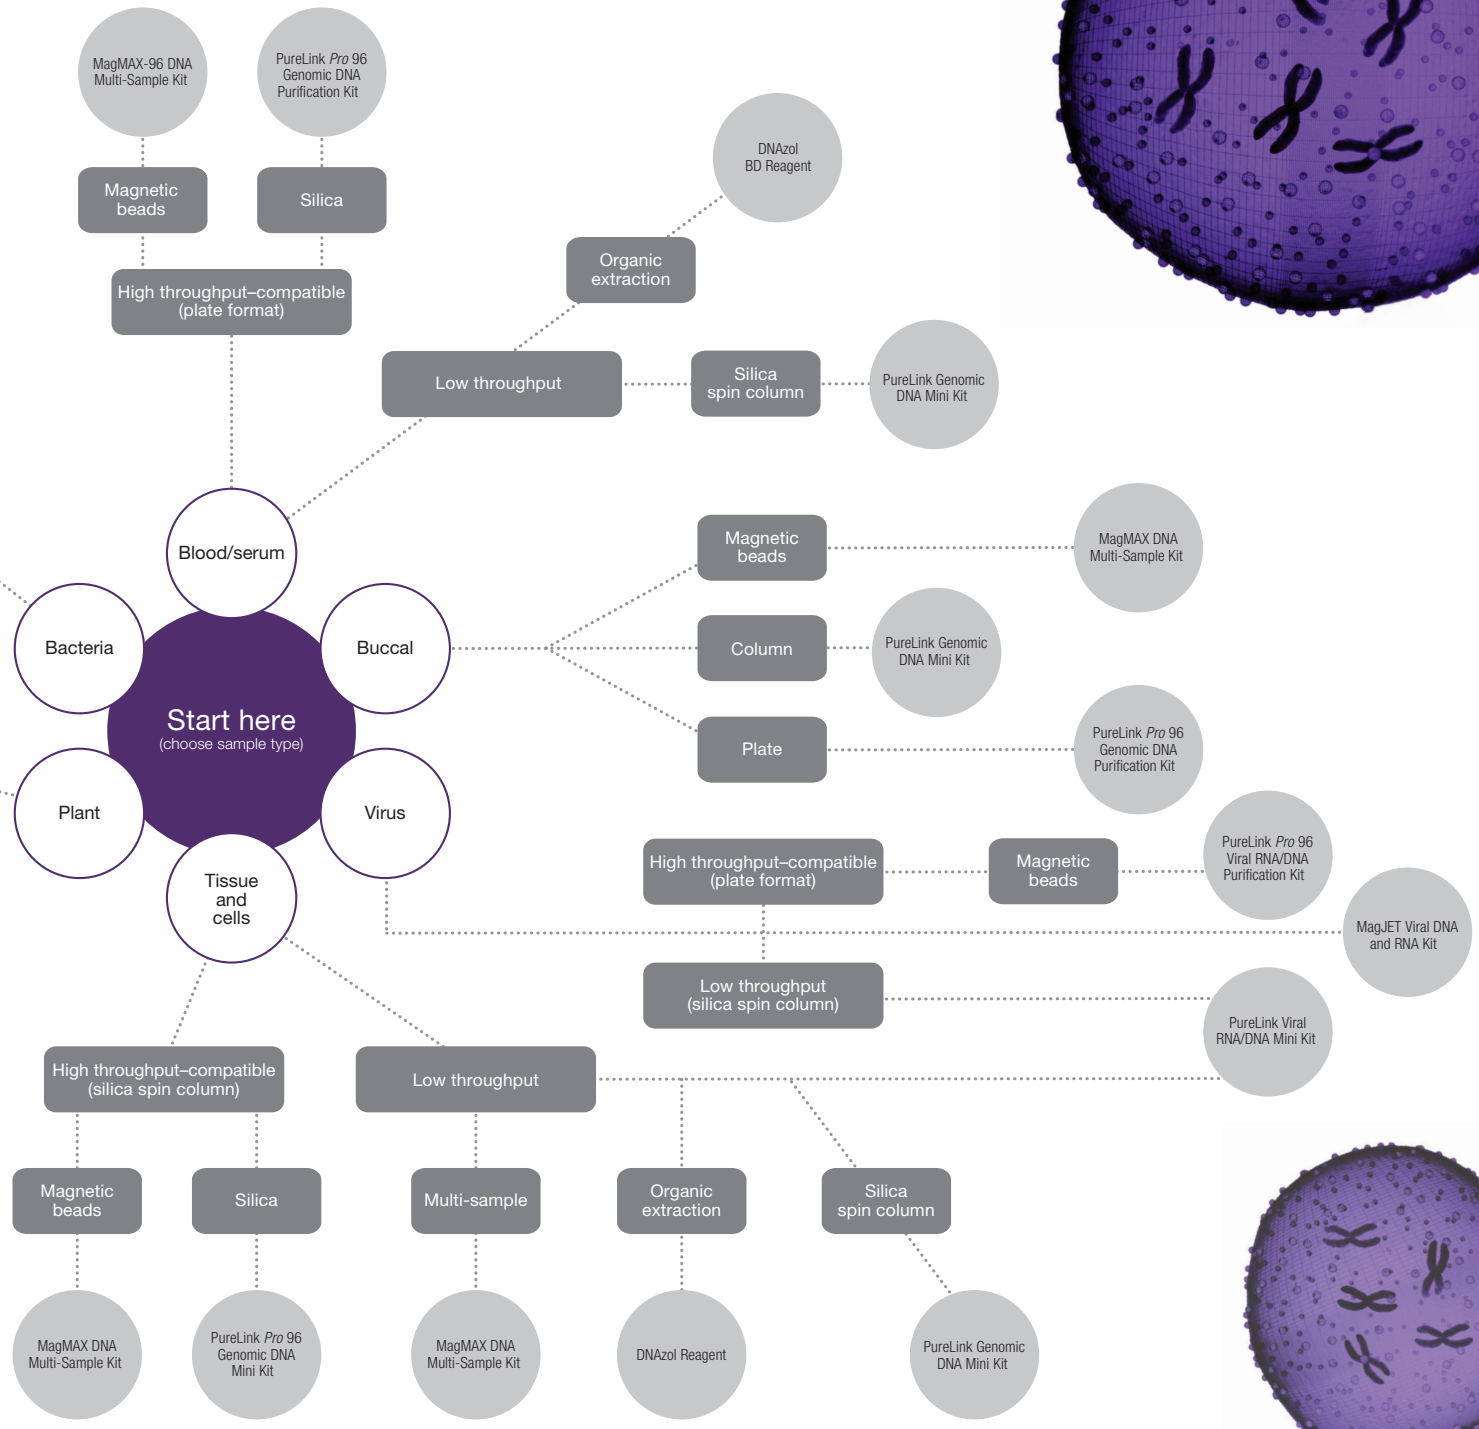 MagMAX-96 DNA
Multi-Sample Kit
PureLink Pro 96
Genomic DNA
Purification Kit
Magnetic
beads
Silica
High throughput–compatible
(plate format)
DNAzol
BD Reagent
Organic
extraction
Low throughput
Silica
spin column
PureLink Genomic
DNA Mini Kit
Blood/serum
Bacteria
Buccal
Start here
(choose sample type)
Plant
Virus
Tissue
and
cells
Magnetic
beads
MagMAX DNA
Multi-Sample Kit
Column
PureLink Genomic
DNA Mini Kit
Plate
PureLink Pro 96
Genomic DNA
Purification Kit
High throughput–compatible
(plate format)
Magnetic
beads
PureLink Pro 96
Viral RNA/DNA
Purification Kit
MagJET Viral DNA
and RNA Kit
Low throughput
(silica spin column)
PureLink Viral
RNA/DNA Mini Kit
High throughput–compatible
(silica spin column)
Low throughput
Magnetic
beads
Silica
Multi-sample
Organic
extraction
Silica
spin column
MagMAX DNA
Multi-Sample Kit
PureLink Pro 96
Genomic DNA
Mini Kit
MagMAX DNA
Multi-Sample Kit
DNAzol Reagent
PureLink Genomic
DNA Mini Kit